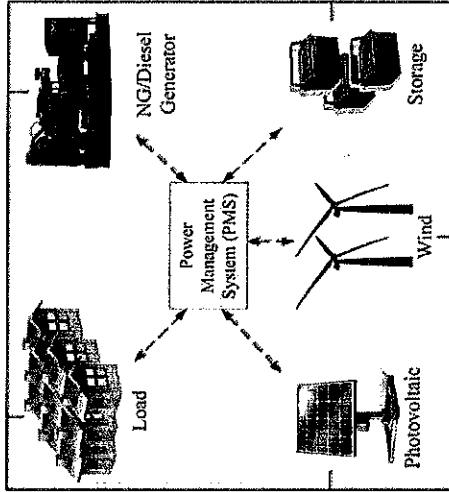 Load
NG/Diesel
Generator
Power
Management
System (PMS)
Photovoltaic
Wind
Storage